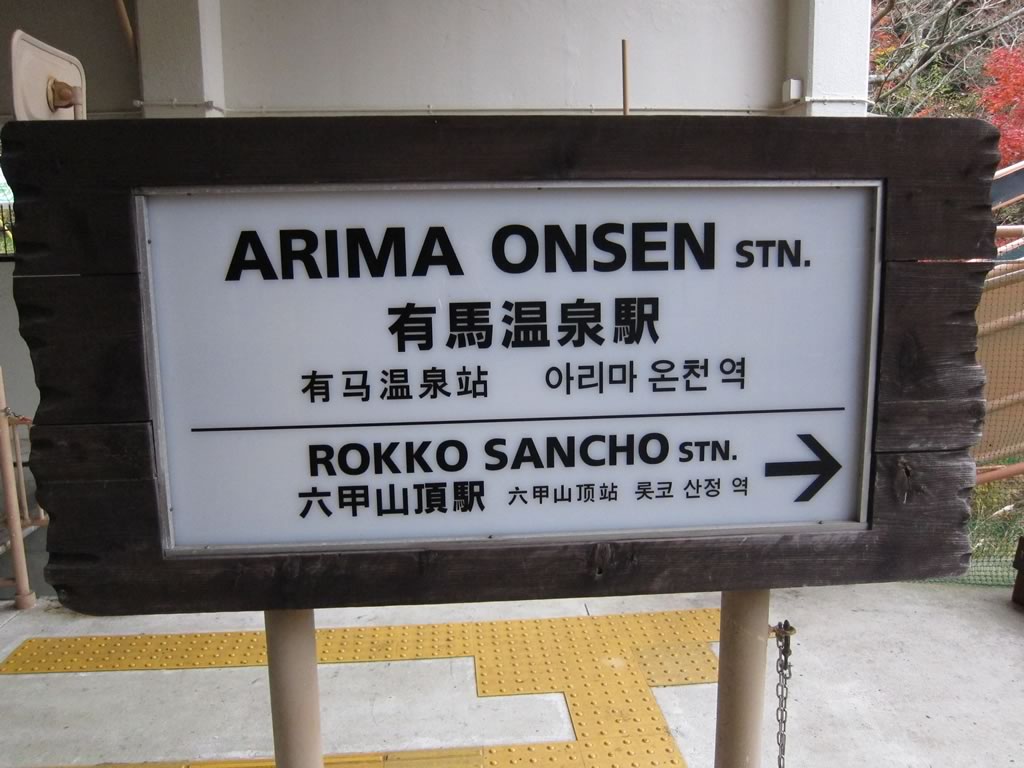 ARIMA ONSEN STN.
有馬温泉駅
有马温泉站 아리마 온천 역
ROKKO SANCHO STN.
六甲山頂駅 六甲山顶站 롯코 산정 역